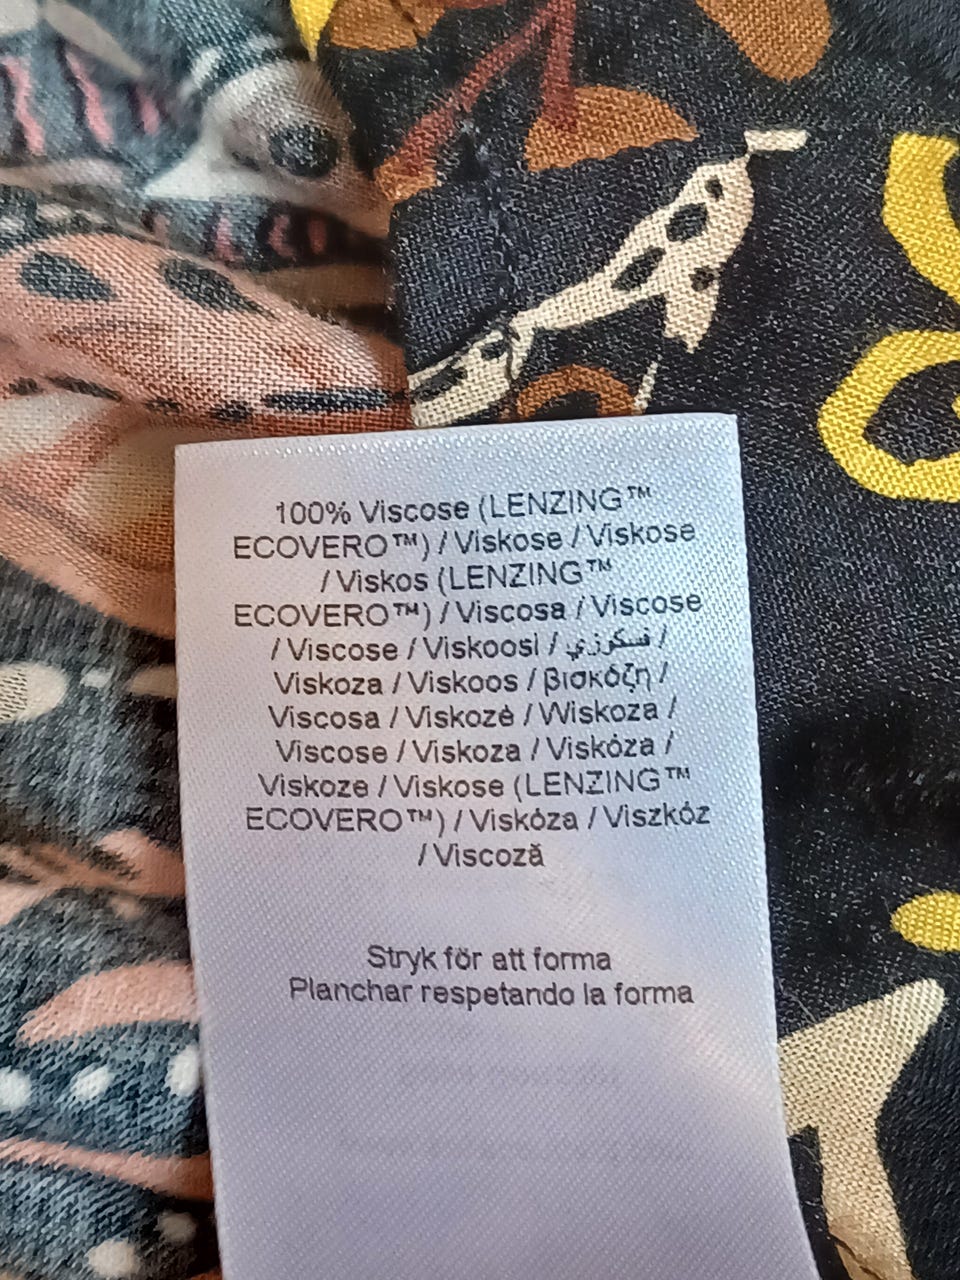 100% Viscose (LENZING™
ECOVERO™) / Viskose / Viskose
/ Viskos (LENZING™
ECOVERO™) / Viscosa / Viscose
/ Viscose / Viskoosi / فسكوزي /
Viskoza / Viskoos / βισκόζη /
Viscosa / Viskozė / Wiskoza /
Viscose / Viskoza / Viskóza /
Viskoze / Viskose (LENZING™
ECOVERO™) / Viskóza / Viszkóz
/ Viscoză
Stryk för att forma
Planchar respetando la forma